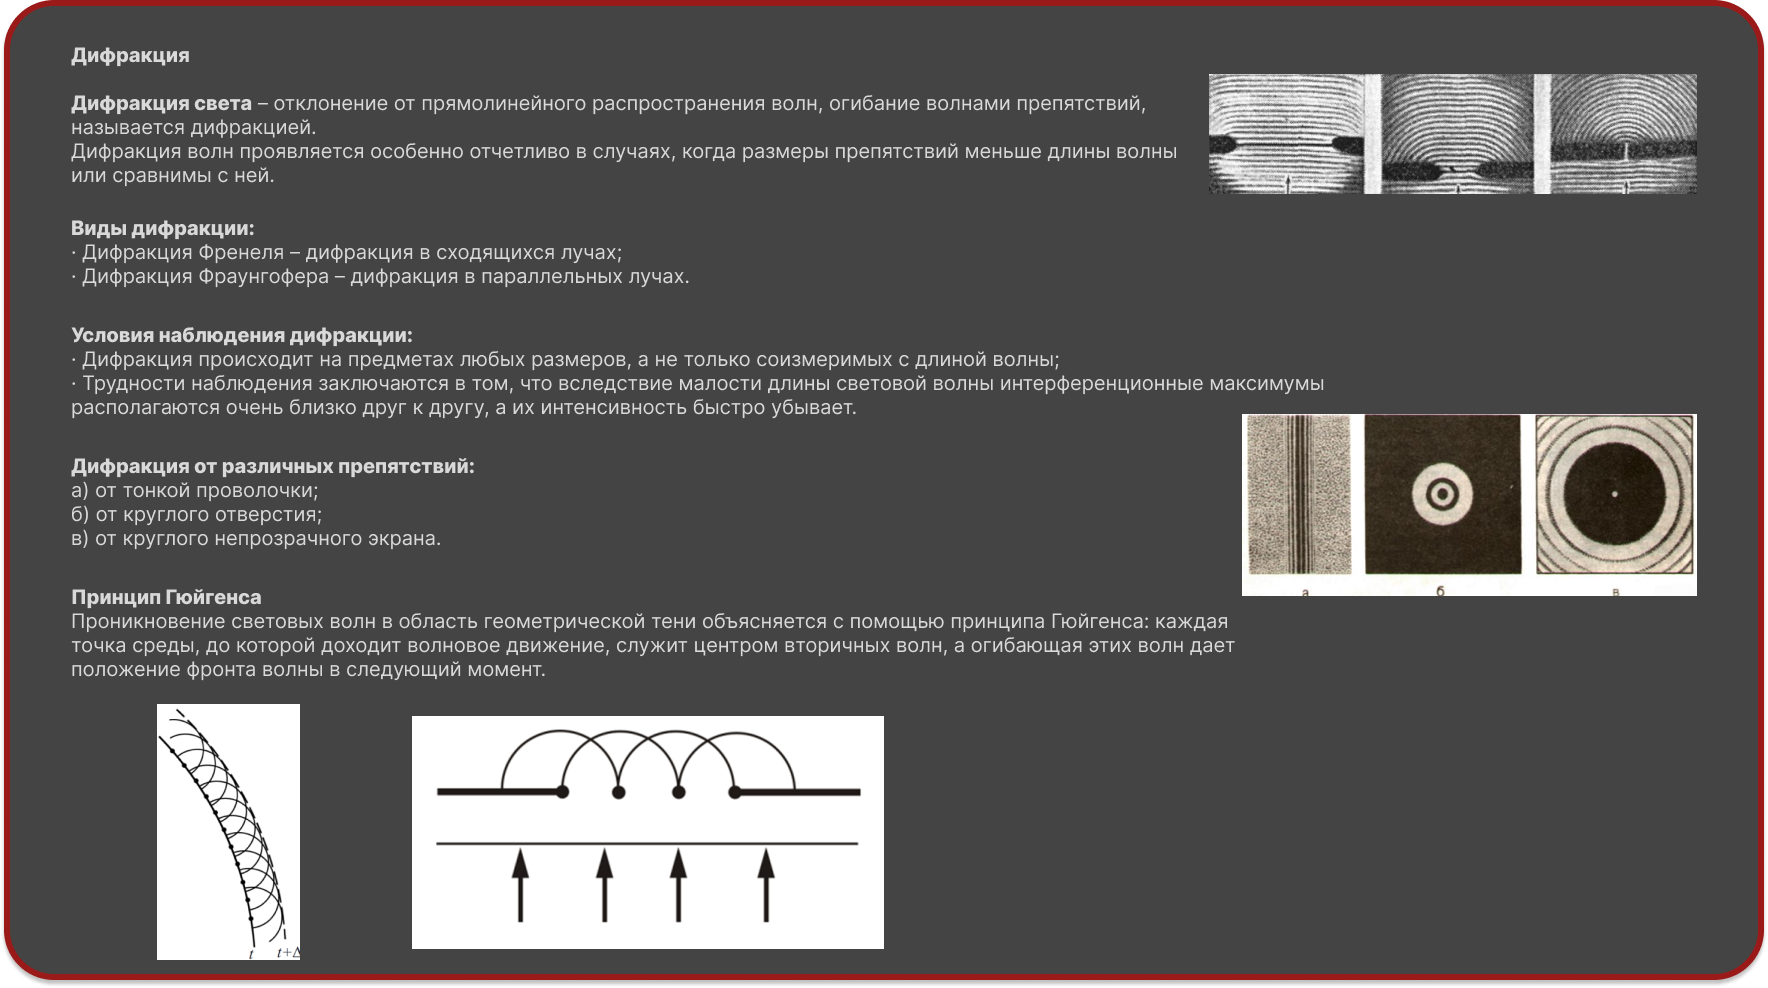 Дифракция
Дифракция света – отклонение от прямолинейного распространения волн, огибание волнами препятствий,
называется дифракцией.
Дифракция волн проявляется особенно отчетливо в случаях, когда размеры препятствий меньше длины волны
или сравнимы с ней.
Виды дифракции:
· Дифракция Френеля – дифракция в сходящихся лучах;
· Дифракция Фраунгофера – дифракция в параллельных лучах.
Условия наблюдения дифракции:
· Дифракция происходит на предметах любых размеров, а не только соизмеримых с длиной волны;
· Трудности наблюдения заключаются в том, что вследствие малости длины световой волны интерференционные максимумы
располагаются очень близко друг к другу, а их интенсивность быстро убывает.
Дифракция от различных препятствий:
а) от тонкой проволочки;
б) от круглого отверстия;
в) от круглого непрозрачного экрана.
а б в
Принцип Гюйгенса
Проникновение световых волн в область геометрической тени объясняется с помощью принципа Гюйгенса: каждая
точка среды, до которой доходит волновое движение, служит центром вторичных волн, а огибающая этих волн дает
положение фронта волны в следующий момент.
t t+Δ